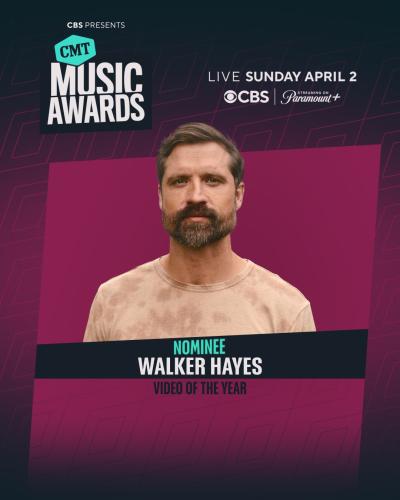 CBS PRESENTS
CMT
MUSIC
AWARDS
LIVE SUNDAY APRIL 2
CBS
STREAMING ON
Paramount+
NOMINEE
WALKER HAYES
VIDEO OF THE YEAR